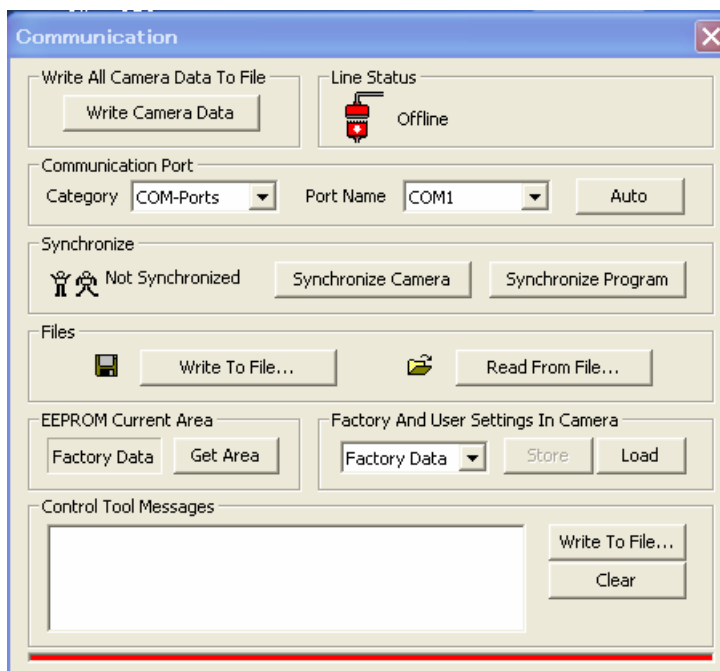 Communication
Write All Camera Data To File
Write Camera Data
Line Status
Offline
Communication Port
Category COM-Ports Port Name COM1 Auto
Synchronize
Not Synchronized Synchronize Camera Synchronize Program
Files
Write To File... Read From File...
EEPROM Current Area
Factory Data Get Area
Factory And User Settings In Camera
Factory Data Store Load
Control Tool Messages
Write To File...
Clear